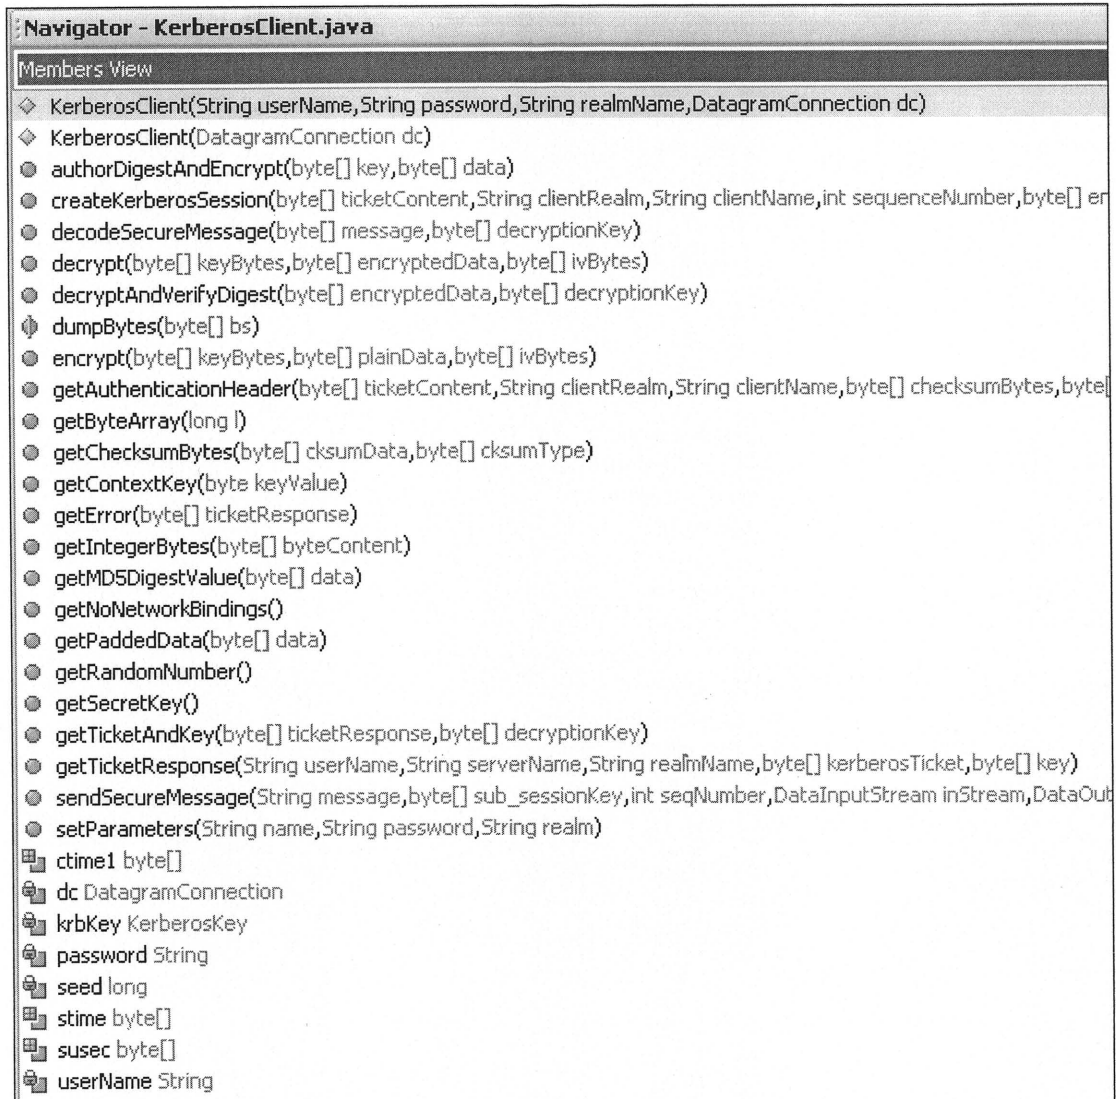 Navigator - KerberosClient.java
Members View
KerberosClient(String userName,String password,String realmName,DatagramConnection dc)
KerberosClient(DatagramConnection dc)
authorDigestAndEncrypt(byte[] key,byte[] data)
createKerberosSession(byte[] ticketContent,String clientRealm,String clientName,int sequenceNumber,byte[] en
decodeSecureMessage(byte[] message,byte[] decryptionKey)
decrypt(byte[] keyBytes,byte[] encryptedData,byte[] ivBytes)
decryptAndVerifyDigest(byte[] encryptedData,byte[] decryptionKey)
dumpBytes(byte[] bs)
encrypt(byte[] keyBytes,byte[] plainData,byte[] ivBytes)
getAuthenticationHeader(byte[] ticketContent,String clientRealm,String clientName,byte[] checksumBytes,byte[
getByteArray(long l)
getChecksumBytes(byte[] cksumData,byte[] cksumType)
getContextKey(byte keyValue)
getError(byte[] ticketResponse)
getIntegerBytes(byte[] byteContent)
getMD5DigestValue(byte[] data)
getNoNetworkBindings()
getPaddedData(byte[] data)
getRandomNumber()
getSecretKey()
getTicketAndKey(byte[] ticketResponse,byte[] decryptionKey)
getTicketResponse(String userName,String serverName,String realmName,byte[] kerberosTicket,byte[] key)
sendSecureMessage(String message,byte[] sub_sessionKey,int seqNumber,DataInputStream inStream,DataOut
setParameters(String name,String password,String realm)
ctime1 byte[]
dc DatagramConnection
krbKey KerberosKey
password String
seed long
stime byte[]
susec byte[]
userName String